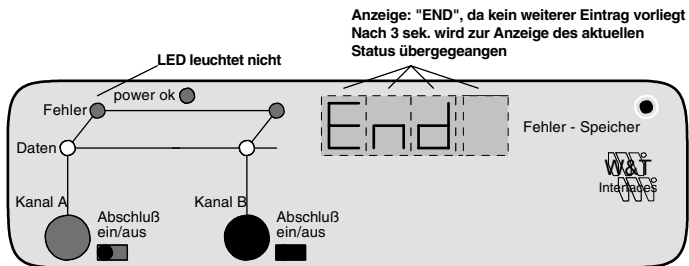 Anzeige: "END", da kein weiterer Eintrag vorliegt
Nach 3 sek. wird zur Anzeige des aktuellen
Status übergegeangen
LED leuchtet nicht
power ok
Fehler
End
Fehler - Speicher
Daten
W&T
Interfaces
Kanal A
Kanal B
Abschluß
ein/aus
Abschluß
ein/aus